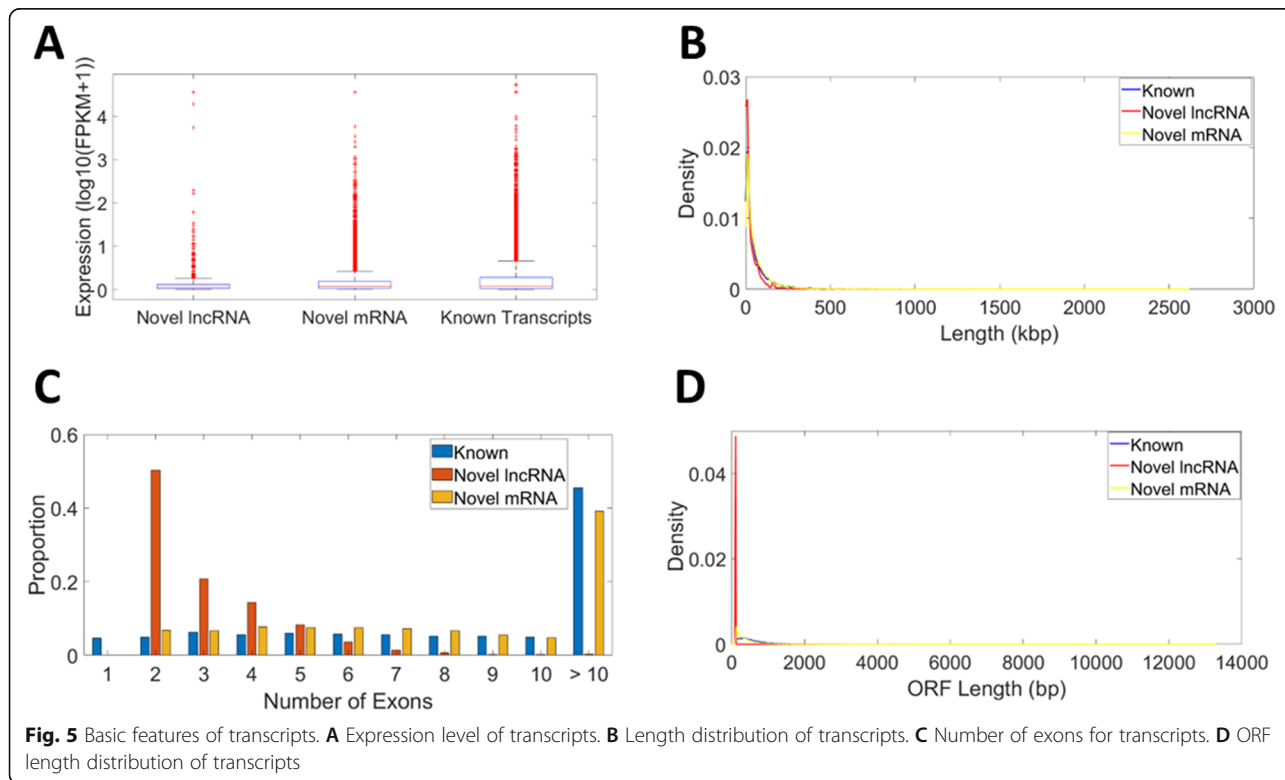 A
Expression (log10(FPKM+1))
4
3
2
1
0
Novel lncRNA
Novel mRNA
Known Transcripts
B
Density
0.03
0.02
0.01
0
0
500
1000
1500
2000
2500
3000
Length (kbp)
Known
Novel lncRNA
Novel mRNA
C
Proportion
0.6
0.4
0.2
0
1
2
3
4
5
6
7
8
9
10
> 10
Number of Exons
Known
Novel lncRNA
Novel mRNA
D
Density
0.04
0.02
0
0
2000
4000
6000
8000
10000
12000
14000
ORF Length (bp)
Known
Novel lncRNA
Novel mRNA
Fig. 5 Basic features of transcripts. A Expression level of transcripts. B Length distribution of transcripts. C Number of exons for transcripts. D ORF
length distribution of transcripts